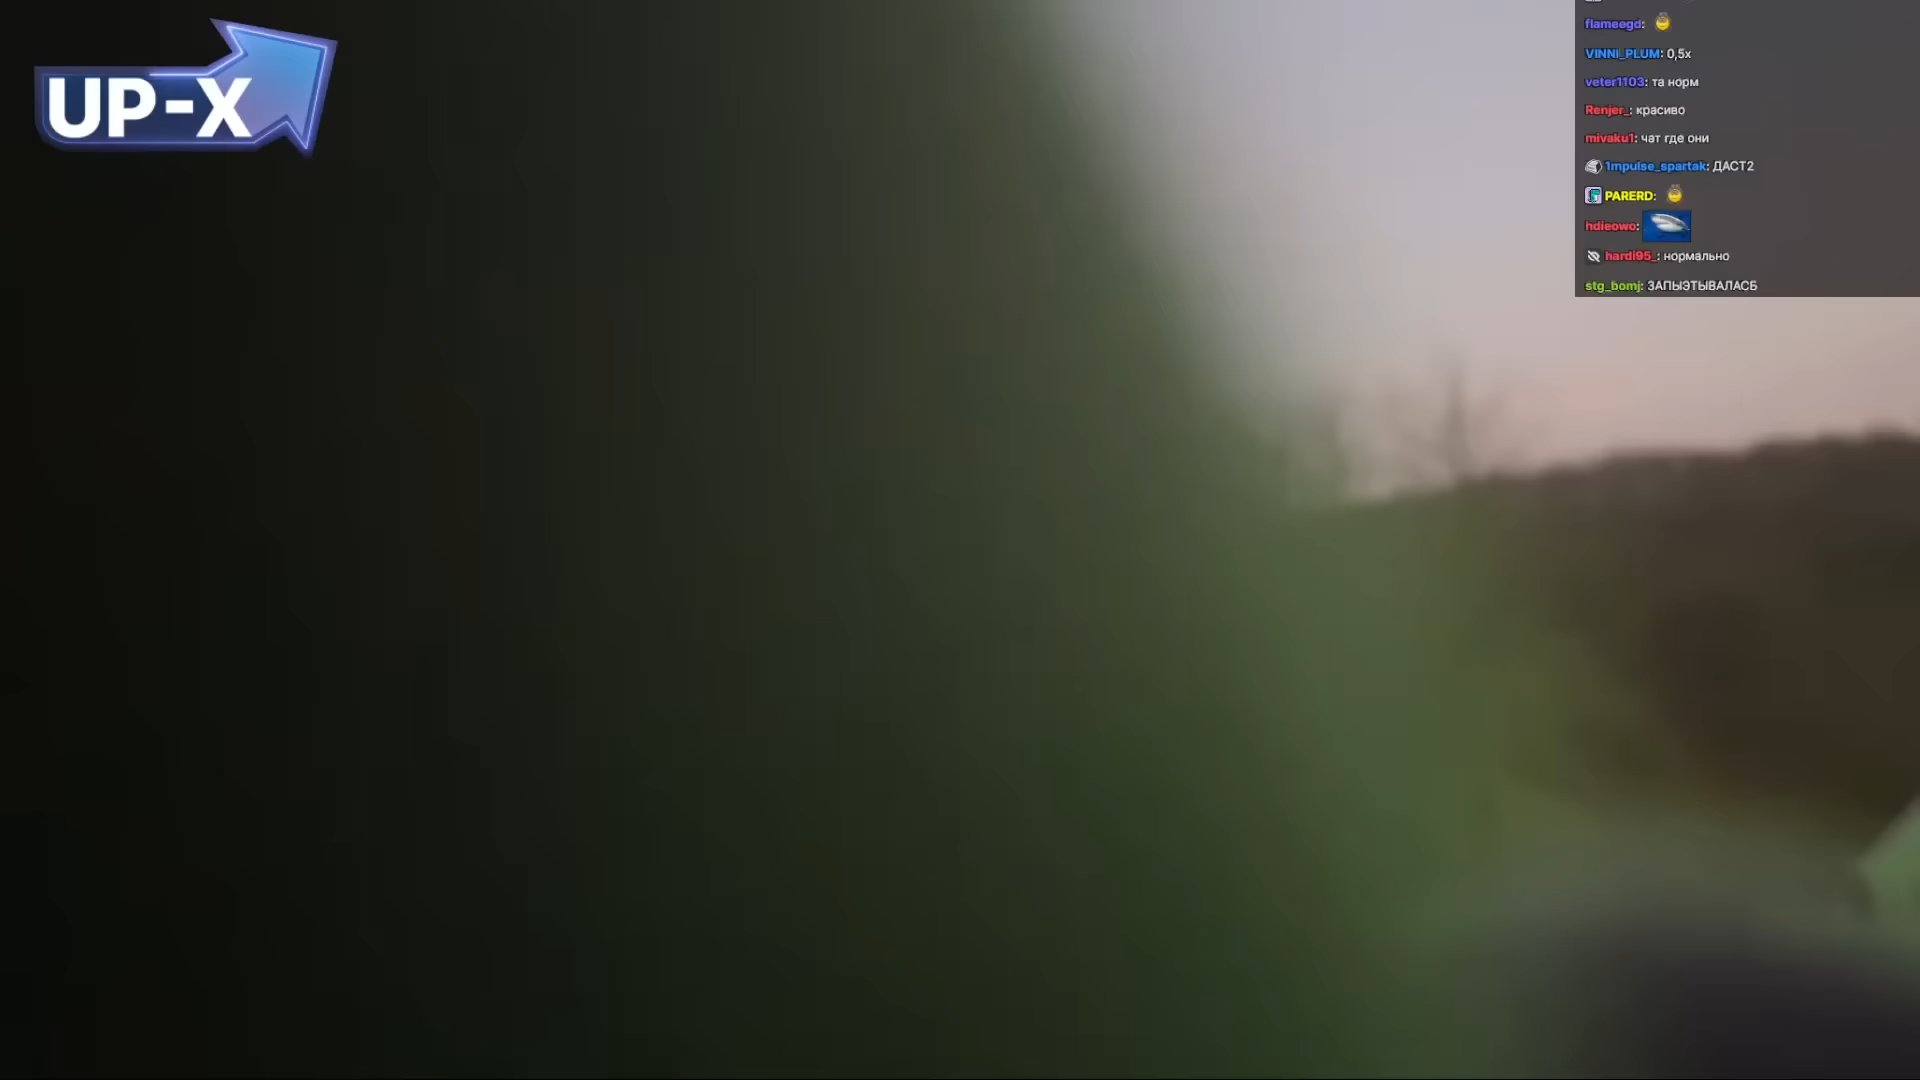 UP-X
flameegd:
VINNI_PLUM: 0,5x
veter1103: та норм
Renjer_: красиво
mivaku1: чат где они
1mpulse_spartak: ДАСТ2
PARERD:
hdieowo:
hardi95_: нормально
stg_bomj: ЗАПЫЭТЫВАЛАСБ